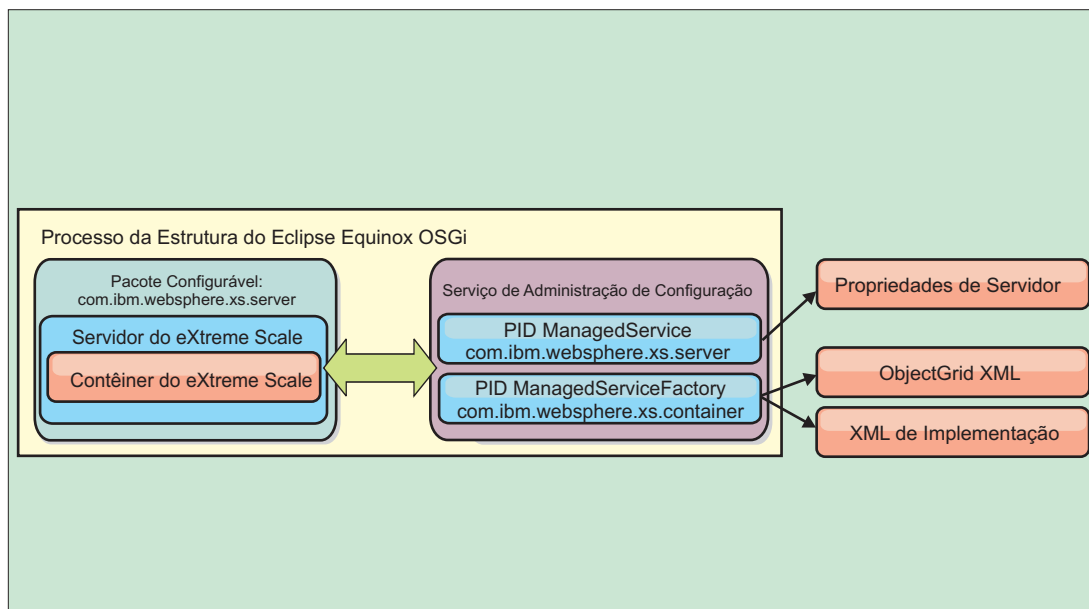 Processo da Estrutura do Eclipse Equinox OSGi
Pacote Configurável:
com.ibm.websphere.xs.server
Servidor do eXtreme Scale
Contêiner do eXtreme Scale
Serviço de Administração de Configuração
PID ManagedService
com.ibm.websphere.xs.server
PID ManagedServiceFactory
com.ibm.websphere.xs.container
Propriedades de Servidor
ObjectGrid XML
XML de Implementação